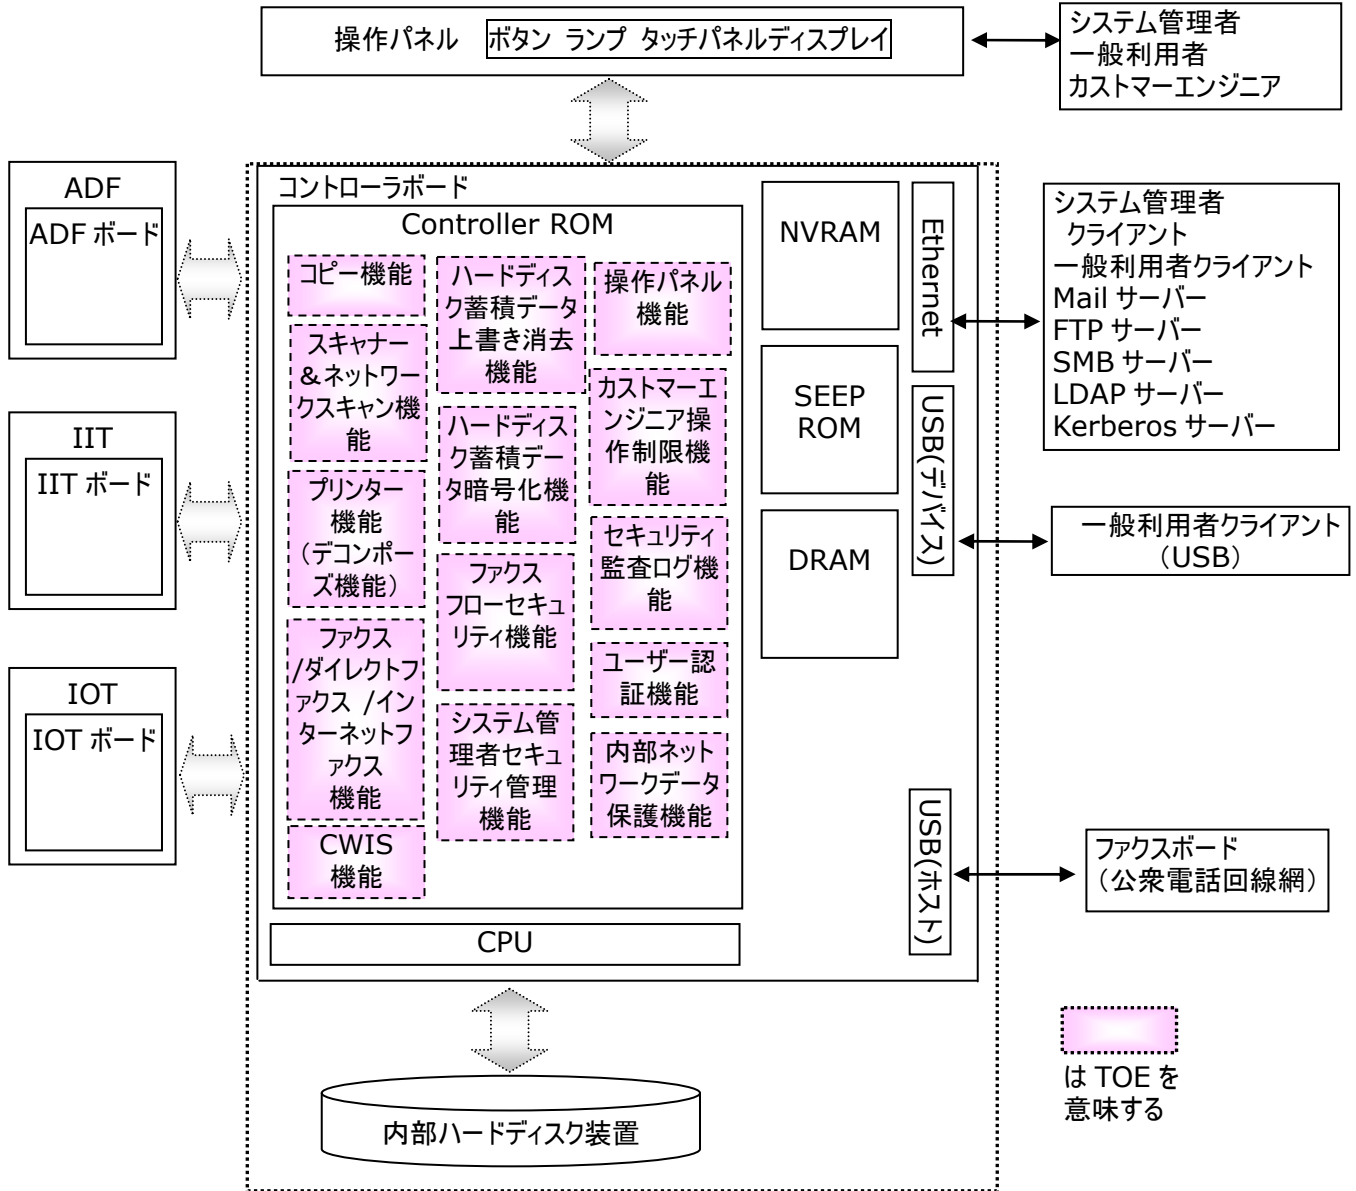 操作パネル ボタン ランプ タッチパネルディスプレイ
システム管理者
一般利用者
カストマーエンジニア
ADF
ADF ボード
IIT
IIT ボード
IOT
IOT ボード
コントローラボード
Controller ROM
コピー機能
スキャナー
＆ネットワー
クスキャン機
能
プリンター
機能
（デコンポー
ズ機能）
ファクス
/ダイレクトフ
ァクス /イン
ターネットフ
ァクス
機能
CWIS
機能
ハードディス
ク蓄積データ
上書き消去
機能
ハードディス
ク蓄積デー
タ暗号化機
能
ファクス
フローセキュ
リティ機能
システム管
理者セキュ
リティ管理
機能
操作パネル
機能
カストマーエ
ンジニア操
作制限機
能
セキュリティ
監査ログ機
能
ユーザー認
証機能
内部ネット
ワークデータ
保護機能
CPU
NVRAM
SEEP
ROM
DRAM
Ethernet
USB(デバイス)
USB(ホスト)
システム管理者
クライアント
一般利用者クライアント
Mail サーバー
FTP サーバー
SMB サーバー
LDAP サーバー
Kerberos サーバー
一般利用者クライアント
（USB）
ファクスボード
（公衆電話回線網）
内部ハードディスク装置
は TOE を
意味する